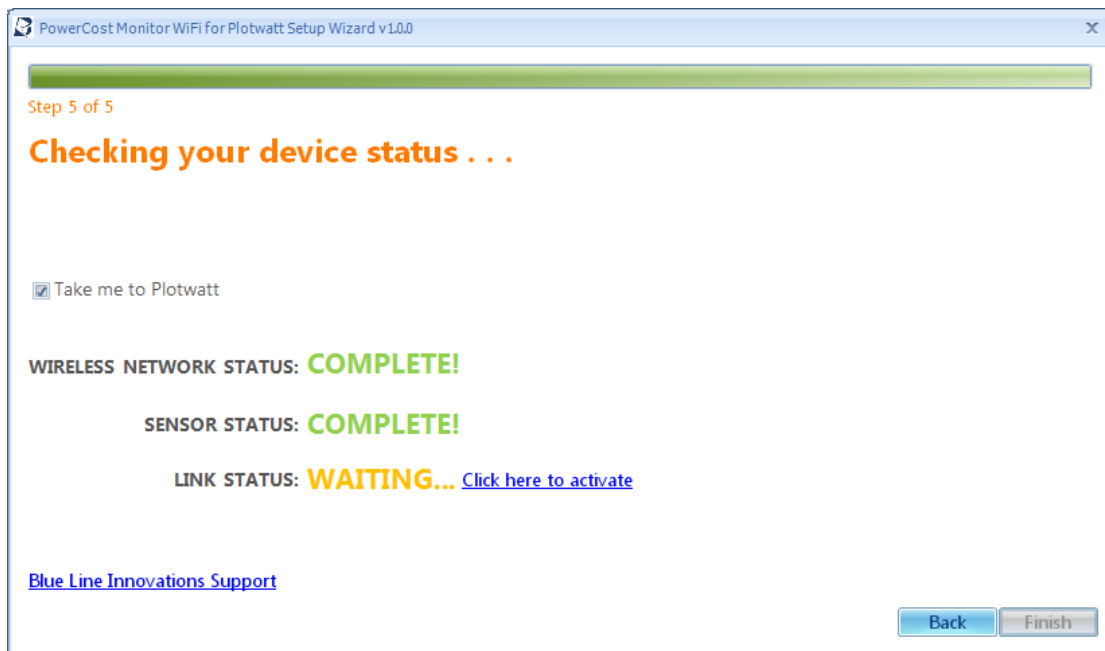 PowerCost Monitor WiFi for Plotwatt Setup Wizard v1.0.0
Step 5 of 5
Checking your device status . . .
Take me to Plotwatt
WIRELESS NETWORK STATUS: COMPLETE!
SENSOR STATUS: COMPLETE!
LINK STATUS: WAITING... Click here to activate
Blue Line Innovations Support
Back Finish